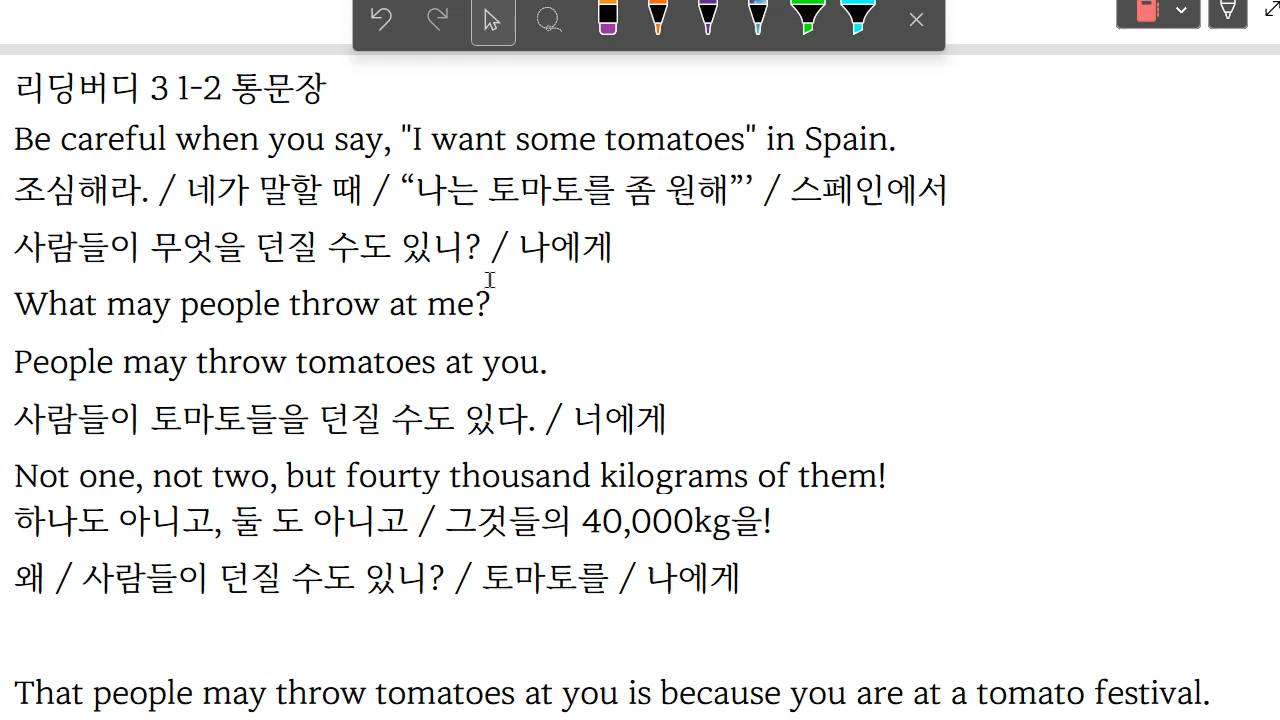 리딩버디 3 1-2 통문장
Be careful when you say, "I want some tomatoes" in Spain.
조심해라. / 네가 말할 때 / “나는 토마토를 좀 원해”’ / 스페인에서
사람들이 무엇을 던질 수도 있니? / 나에게
What may people throw at me?
People may throw tomatoes at you.
사람들이 토마토들을 던질 수도 있다. / 너에게
Not one, not two, but fourty thousand kilograms of them!
하나도 아니고, 둘 도 아니고 / 그것들의 40,000kg을!
왜 / 사람들이 던질 수도 있니? / 토마토를 / 나에게
That people may throw tomatoes at you is because you are at a tomato festival.